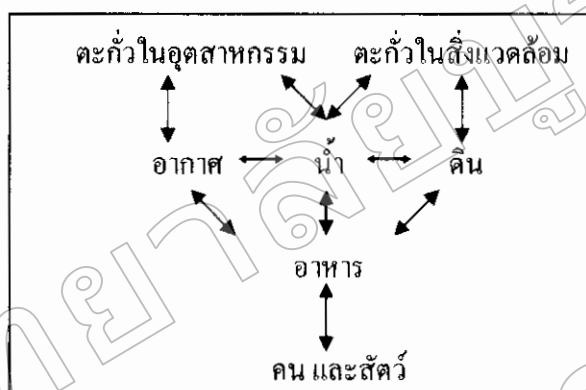 ตะกั่วในอุตสาหกรรม ตะกั่วในสิ่งแวดล้อม
อากาศ น้ำ ดิน
อาหาร
คน และสัตว์